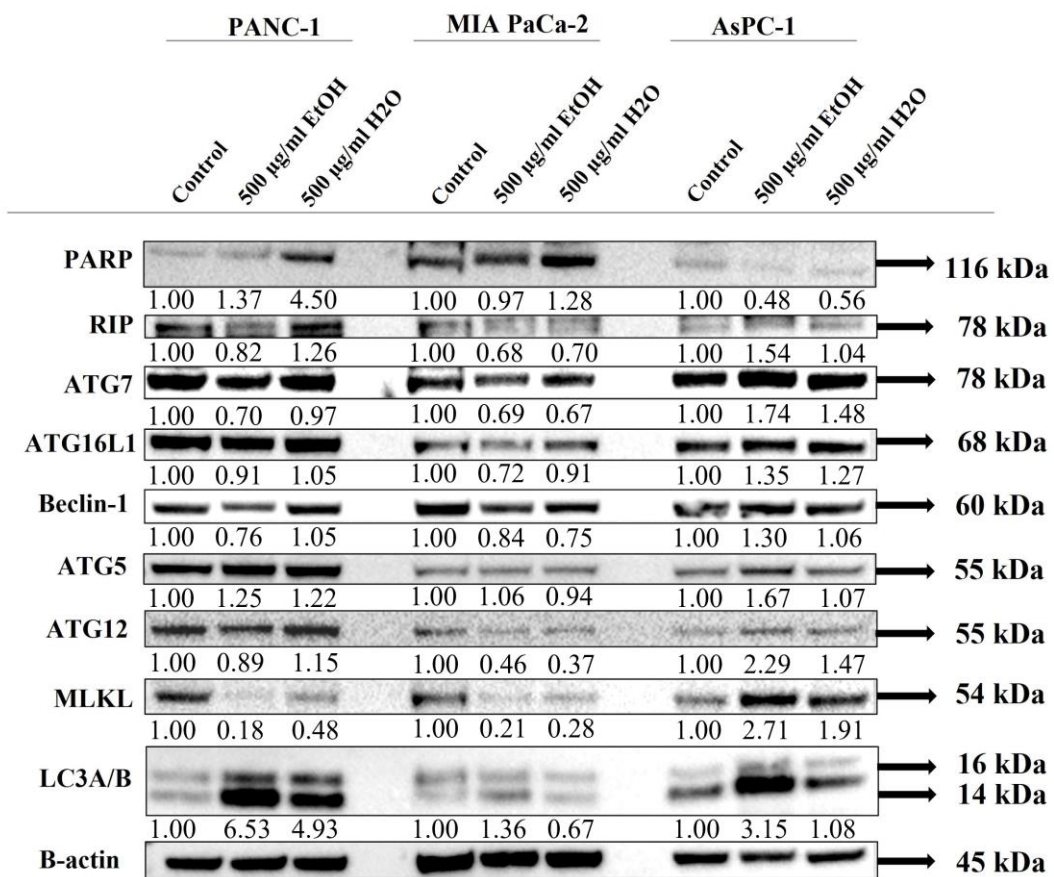 PANC-1 MIA PaCa-2 AsPC-1
Control 500 µg/ml EtOH 500 µg/ml H2O Control 500 µg/ml EtOH 500 µg/ml H2O Control 500 µg/ml EtOH 500 µg/ml H2O
PARP 116 kDa
1.00 1.37 4.50 1.00 0.97 1.28 1.00 0.48 0.56
RIP 78 kDa
1.00 0.82 1.26 1.00 0.68 0.70 1.00 1.54 1.04
ATG7 78 kDa
1.00 0.70 0.97 1.00 0.69 0.67 1.00 1.74 1.48
ATG16L1 68 kDa
1.00 0.91 1.05 1.00 0.72 0.91 1.00 1.35 1.27
Beclin-1 60 kDa
1.00 0.76 1.05 1.00 0.84 0.75 1.00 1.30 1.06
ATG5 55 kDa
1.00 1.25 1.22 1.00 1.06 0.94 1.00 1.67 1.07
ATG12 55 kDa
1.00 0.89 1.15 1.00 0.46 0.37 1.00 2.29 1.47
MLKL 54 kDa
1.00 0.18 0.48 1.00 0.21 0.28 1.00 2.71 1.91
16 kDa
LC3A/B
14 kDa
1.00 6.53 4.93 1.00 1.36 0.67 1.00 3.15 1.08
B-actin 45 kDa